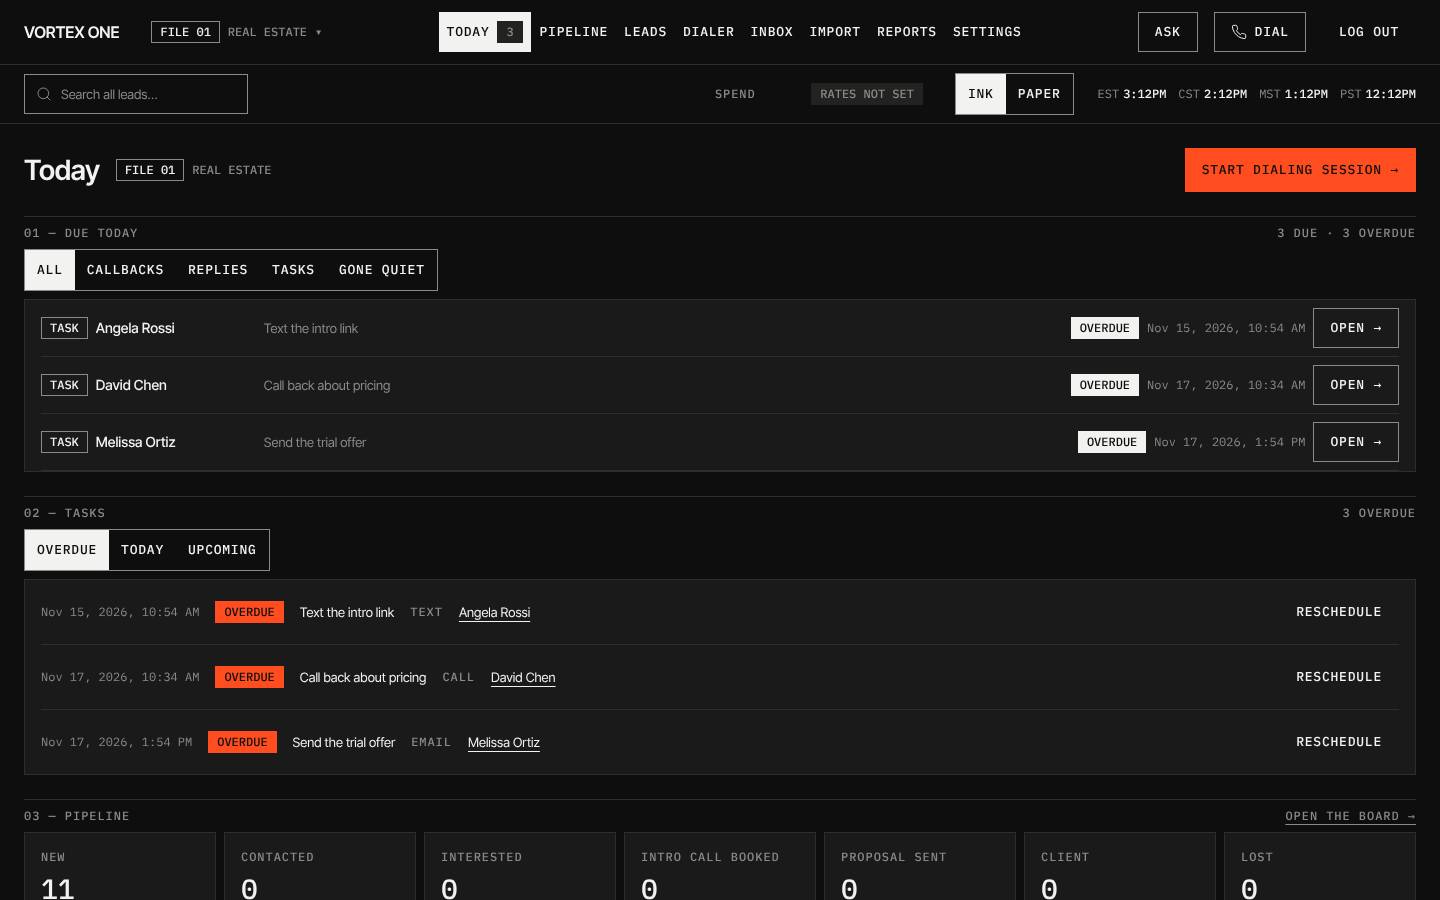 VORTEX ONE FILE 01 REAL ESTATE ▾ TODAY 3 PIPELINE LEADS DIALER INBOX IMPORT REPORTS SETTINGS ASK DIAL LOG OUT
Search all leads... SPEND RATES NOT SET INK PAPER EST 3:12PM CST 2:12PM MST 1:12PM PST 12:12PM
Today FILE 01 REAL ESTATE START DIALING SESSION →
01 — DUE TODAY 3 DUE · 3 OVERDUE
ALL CALLBACKS REPLIES TASKS GONE QUIET
TASK Angela Rossi Text the intro link OVERDUE Nov 15, 2026, 10:54 AM OPEN →
TASK David Chen Call back about pricing OVERDUE Nov 17, 2026, 10:34 AM OPEN →
TASK Melissa Ortiz Send the trial offer OVERDUE Nov 17, 2026, 1:54 PM OPEN →
02 — TASKS 3 OVERDUE
OVERDUE TODAY UPCOMING
Nov 15, 2026, 10:54 AM OVERDUE Text the intro link TEXT Angela Rossi RESCHEDULE
Nov 17, 2026, 10:34 AM OVERDUE Call back about pricing CALL David Chen RESCHEDULE
Nov 17, 2026, 1:54 PM OVERDUE Send the trial offer EMAIL Melissa Ortiz RESCHEDULE
03 — PIPELINE OPEN THE BOARD →
NEW CONTACTED INTERESTED INTRO CALL BOOKED PROPOSAL SENT CLIENT LOST
11 0 0 0 0 0 0